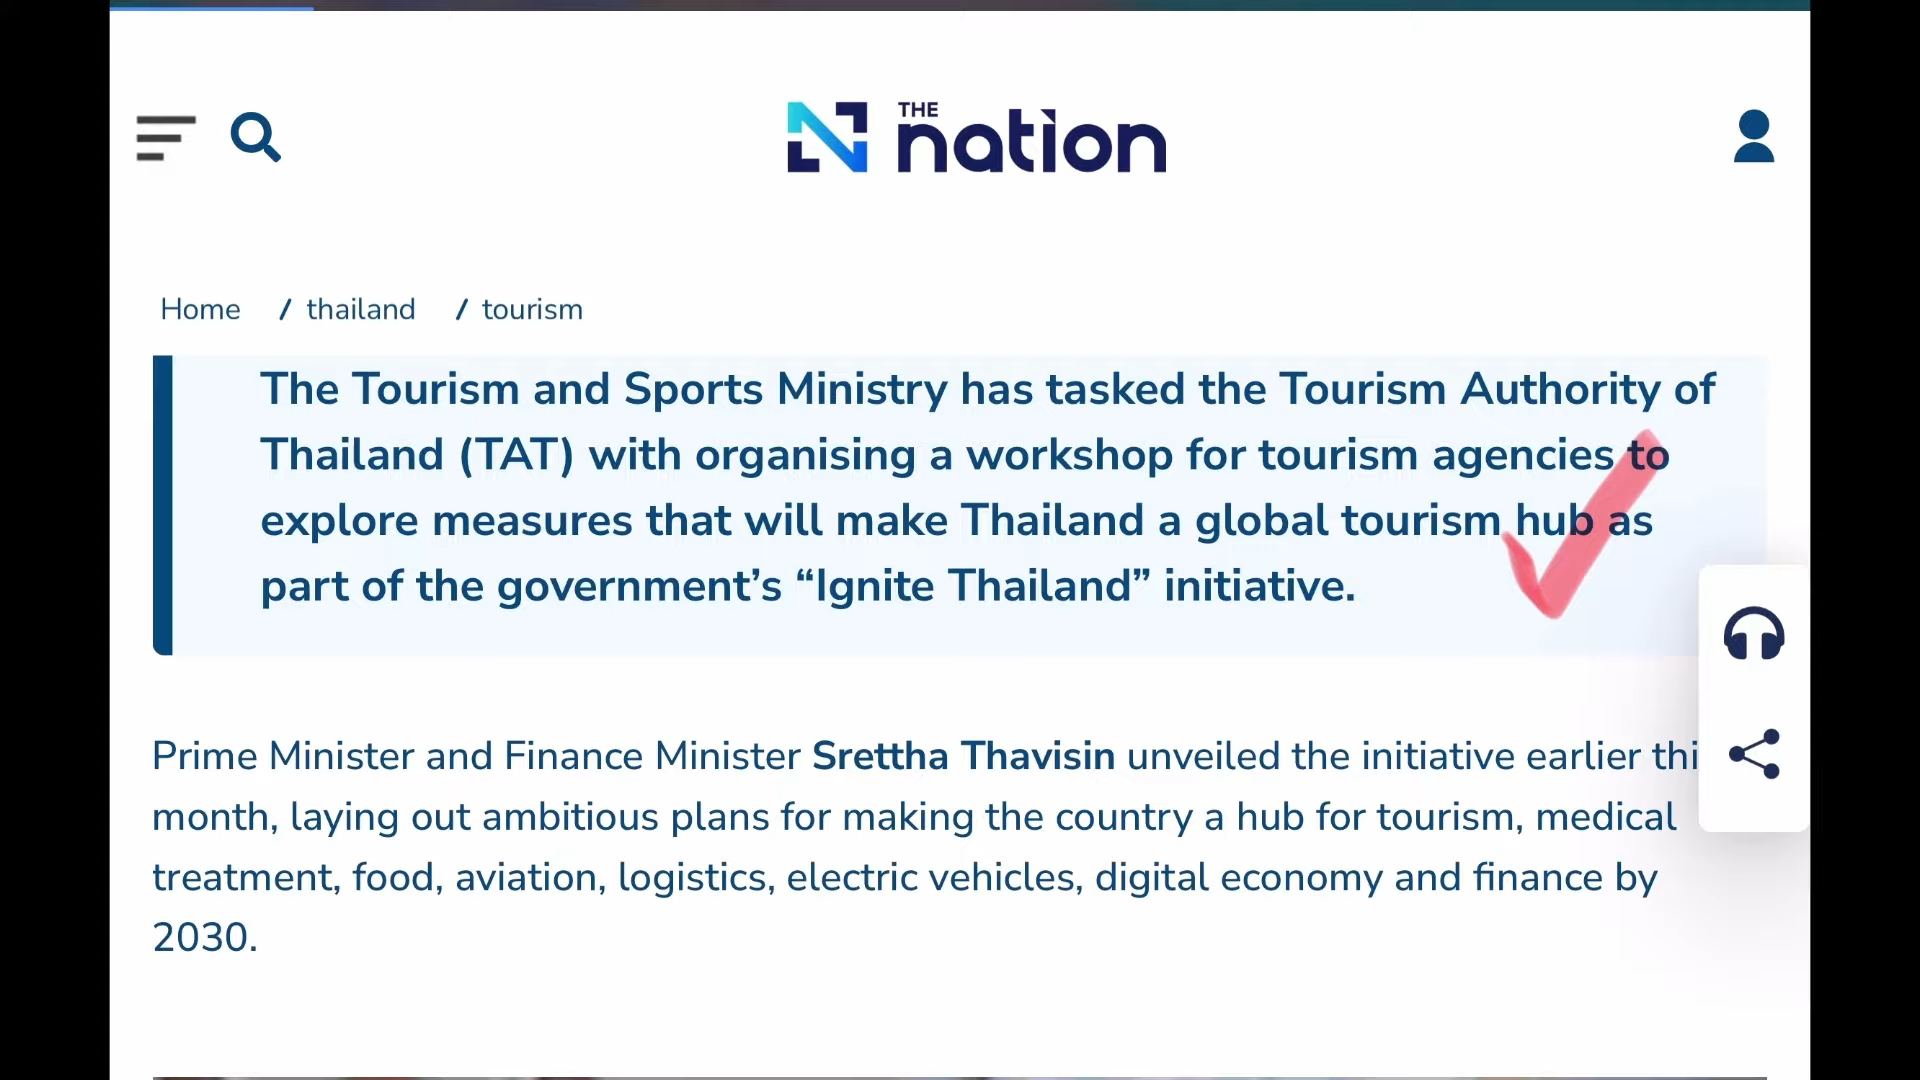 THE
nation
Home / thailand / tourism
The Tourism and Sports Ministry has tasked the Tourism Authority of
Thailand (TAT) with organising a workshop for tourism agencies to
explore measures that will make Thailand a global tourism hub as
part of the government’s “Ignite Thailand” initiative.
Prime Minister and Finance Minister Srettha Thavisin unveiled the initiative earlier thi
month, laying out ambitious plans for making the country a hub for tourism, medical
treatment, food, aviation, logistics, electric vehicles, digital economy and finance by
2030.